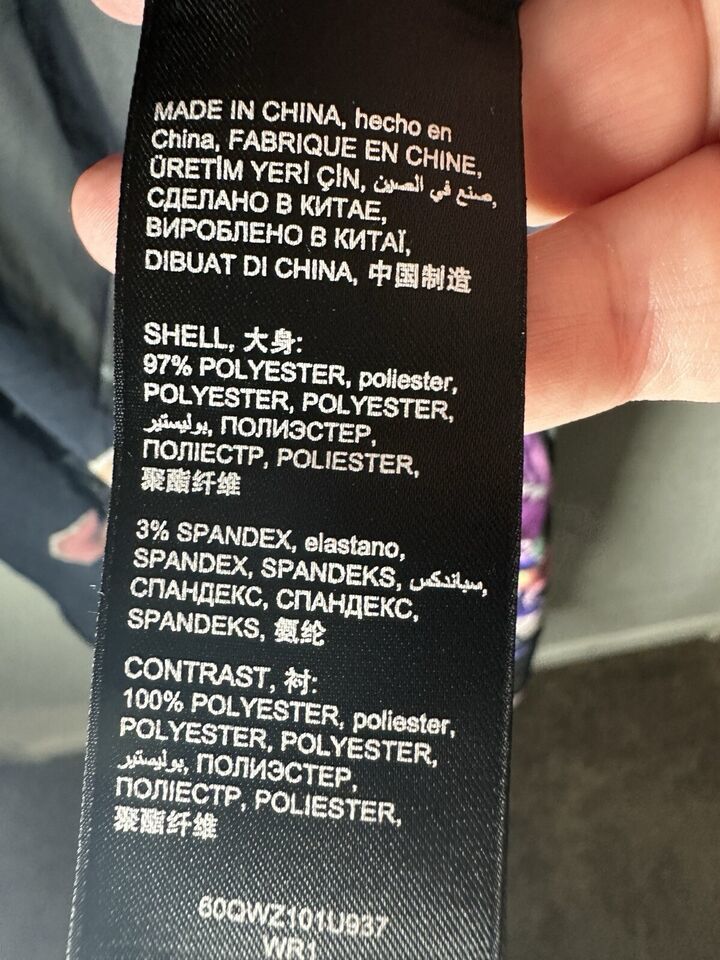 MADE IN CHINA, hecho en
China, FABRIQUE EN CHINE,
ÜRETİM YERİ ÇİN, صنع في الصين,
СДЕЛАНО В КИТАЕ,
ВИРОБЛЕНО В КИТАЇ,
DIBUAT DI CHINA, 中国制造
SHELL, 大身:
97% POLYESTER, poliester,
POLYESTER, POLYESTER,
بوليستير, ПОЛИЭСТЕР,
ПОЛІЕСТР, POLIESTER,
聚酯纤维
3% SPANDEX, elastano,
SPANDEX, SPANDEKS, سباندكس,
СПАНДЕКС, СПАНДЕКС,
SPANDEKS, 氨纶
CONTRAST, 衬:
100% POLYESTER, poliester,
POLYESTER, POLYESTER,
بوليستير, ПОЛИЭСТЕР,
ПОЛІЕСТР, POLIESTER,
聚酯纤维
60QWZ101U937
WR1